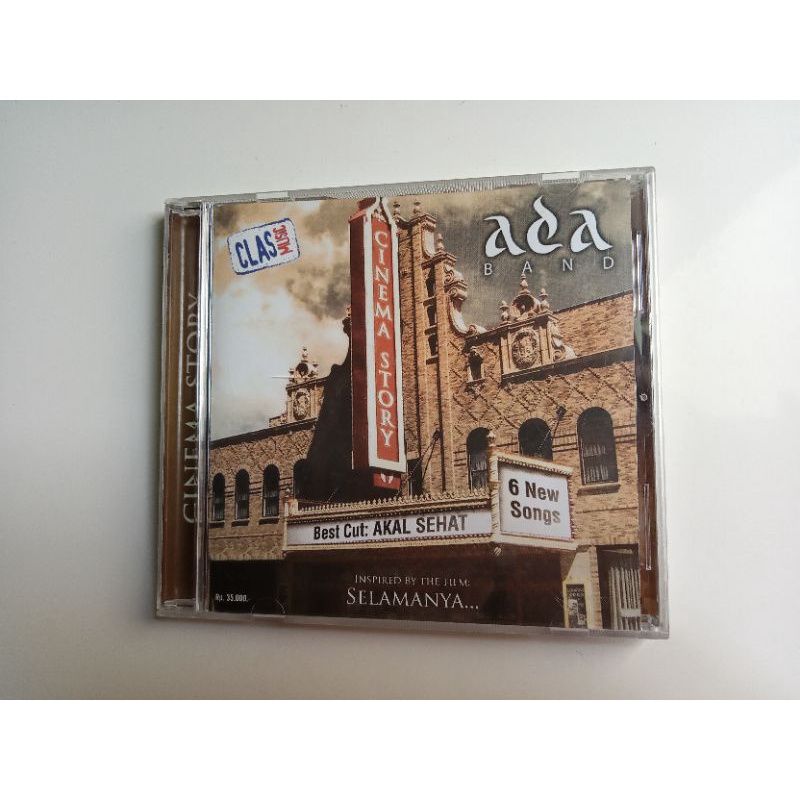 CINEMA STORY
CLAS MUSIC
CINEMA STORY
ada
BAND
6 New
Songs
Best Cut: AKAL SEHAT
INSPIRED BY THE FILM:
SELAMANYA...
Rp. 35.000,-